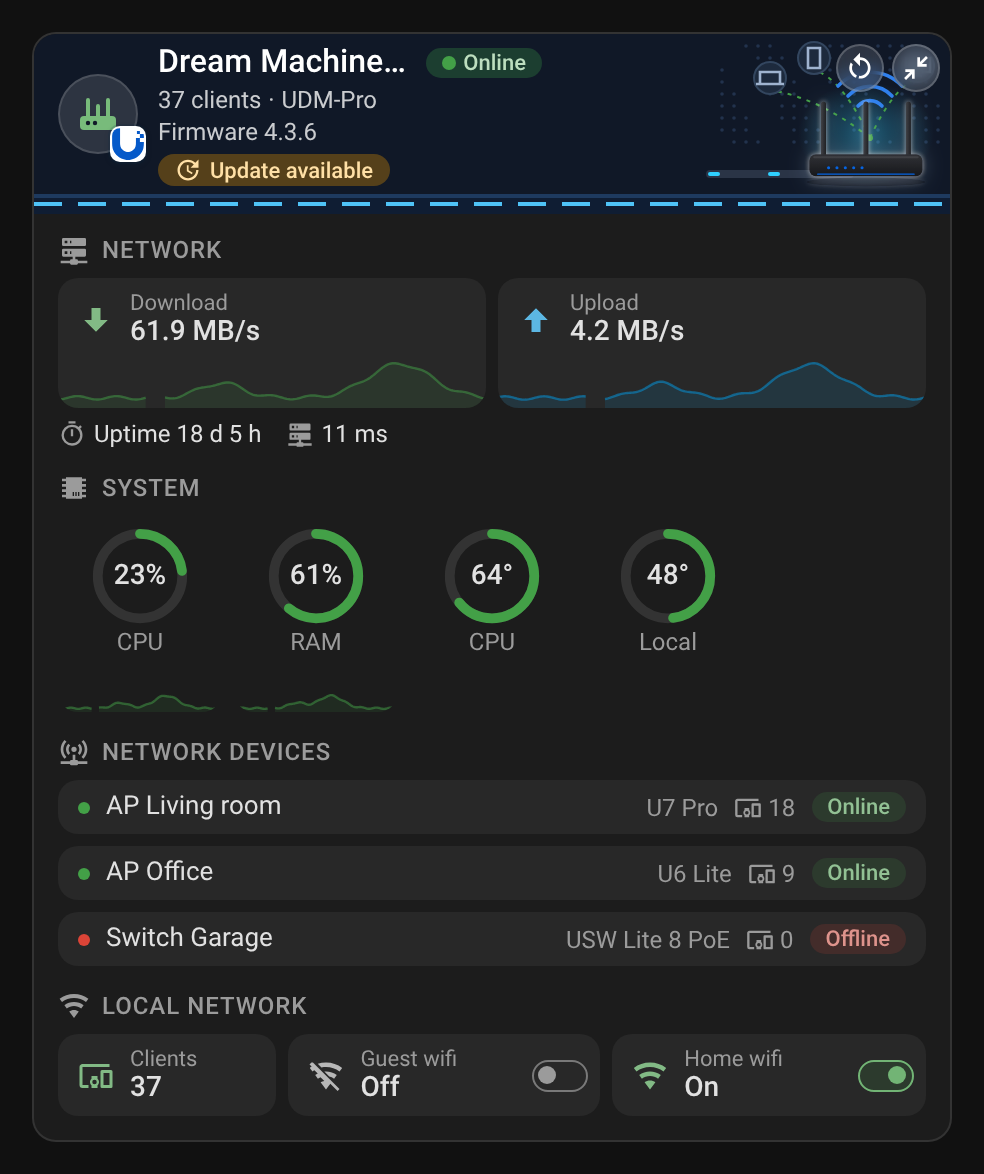 Dream Machine…
Online
37 clients · UDM-Pro
Firmware 4.3.6
Update available
NETWORK
Download
61.9 MB/s
Upload
4.2 MB/s
Uptime 18 d 5 h
11 ms
SYSTEM
23%
CPU
61%
RAM
64°
CPU
48°
Local
NETWORK DEVICES
AP Living room
U7 Pro
18
Online
AP Office
U6 Lite
9
Online
Switch Garage
USW Lite 8 PoE
0
Offline
LOCAL NETWORK
Clients
37
Guest wifi
Off
Home wifi
On